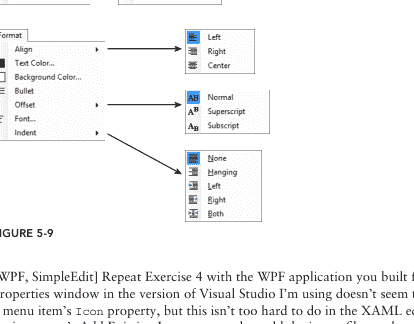 Format
Align
Text Color...
Background Color...
Bullet
Offset
Font...
Indent
Left
Right
Center
Normal
Superscript
Subscript
None
Hanging
Left
Right
Both
IGURE 5-9
WPF, SimpleEdit] Repeat Exercise 4 with the WPF application you built f
roperties window in the version of Visual Studio I'm using doesn't seem t
menu item's Icon property, but this isn't too hard to do in the XAML e